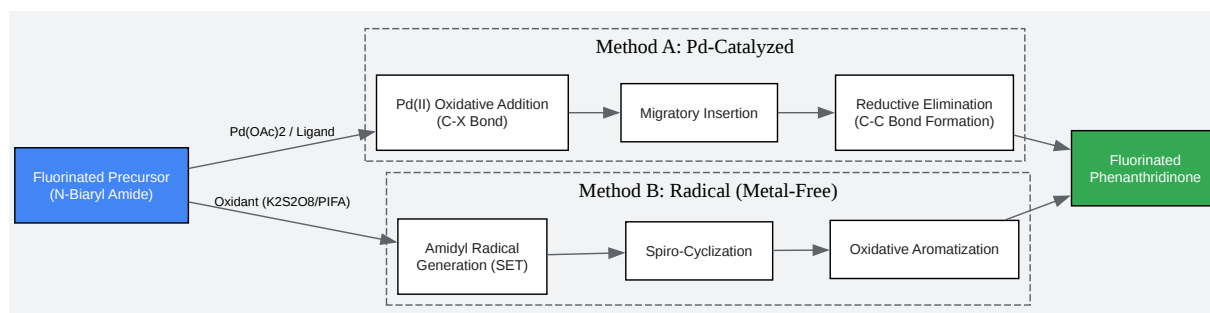 Method A: Pd-Catalyzed
Pd(II) Oxidative Addition
(C-X Bond)
Migratory Insertion
Reductive Elimination
(C-C Bond Formation)
Pd(OAc)2 / Ligand
Fluorinated Precursor
(N-Biaryl Amide)
Fluorinated
Phenanthridinone
Oxidant (K2S2O8/PIFA)
Method B: Radical (Metal-Free)
Amidyl Radical
Generation (SET)
Spiro-Cyclization
Oxidative Aromatization